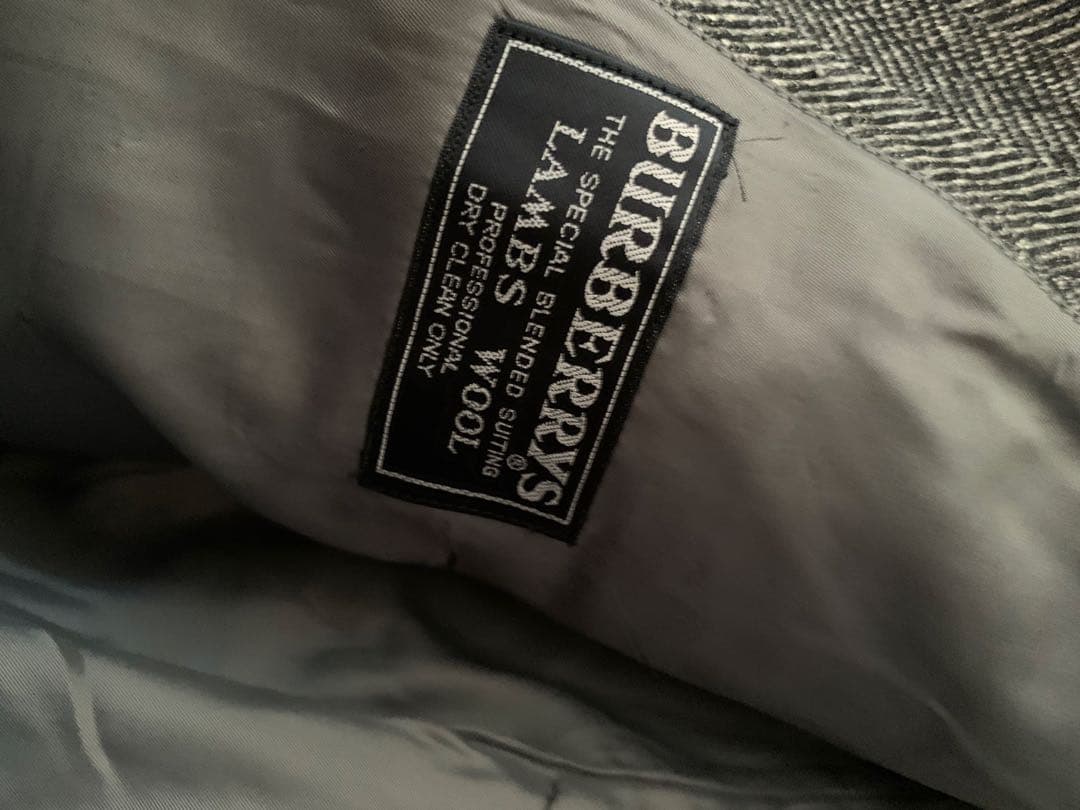 BURBERRYS®
THE SPECIAL BLENDED SUITING
LAMBS WOOL
PROFESSIONAL
DRY CLEAN ONLY